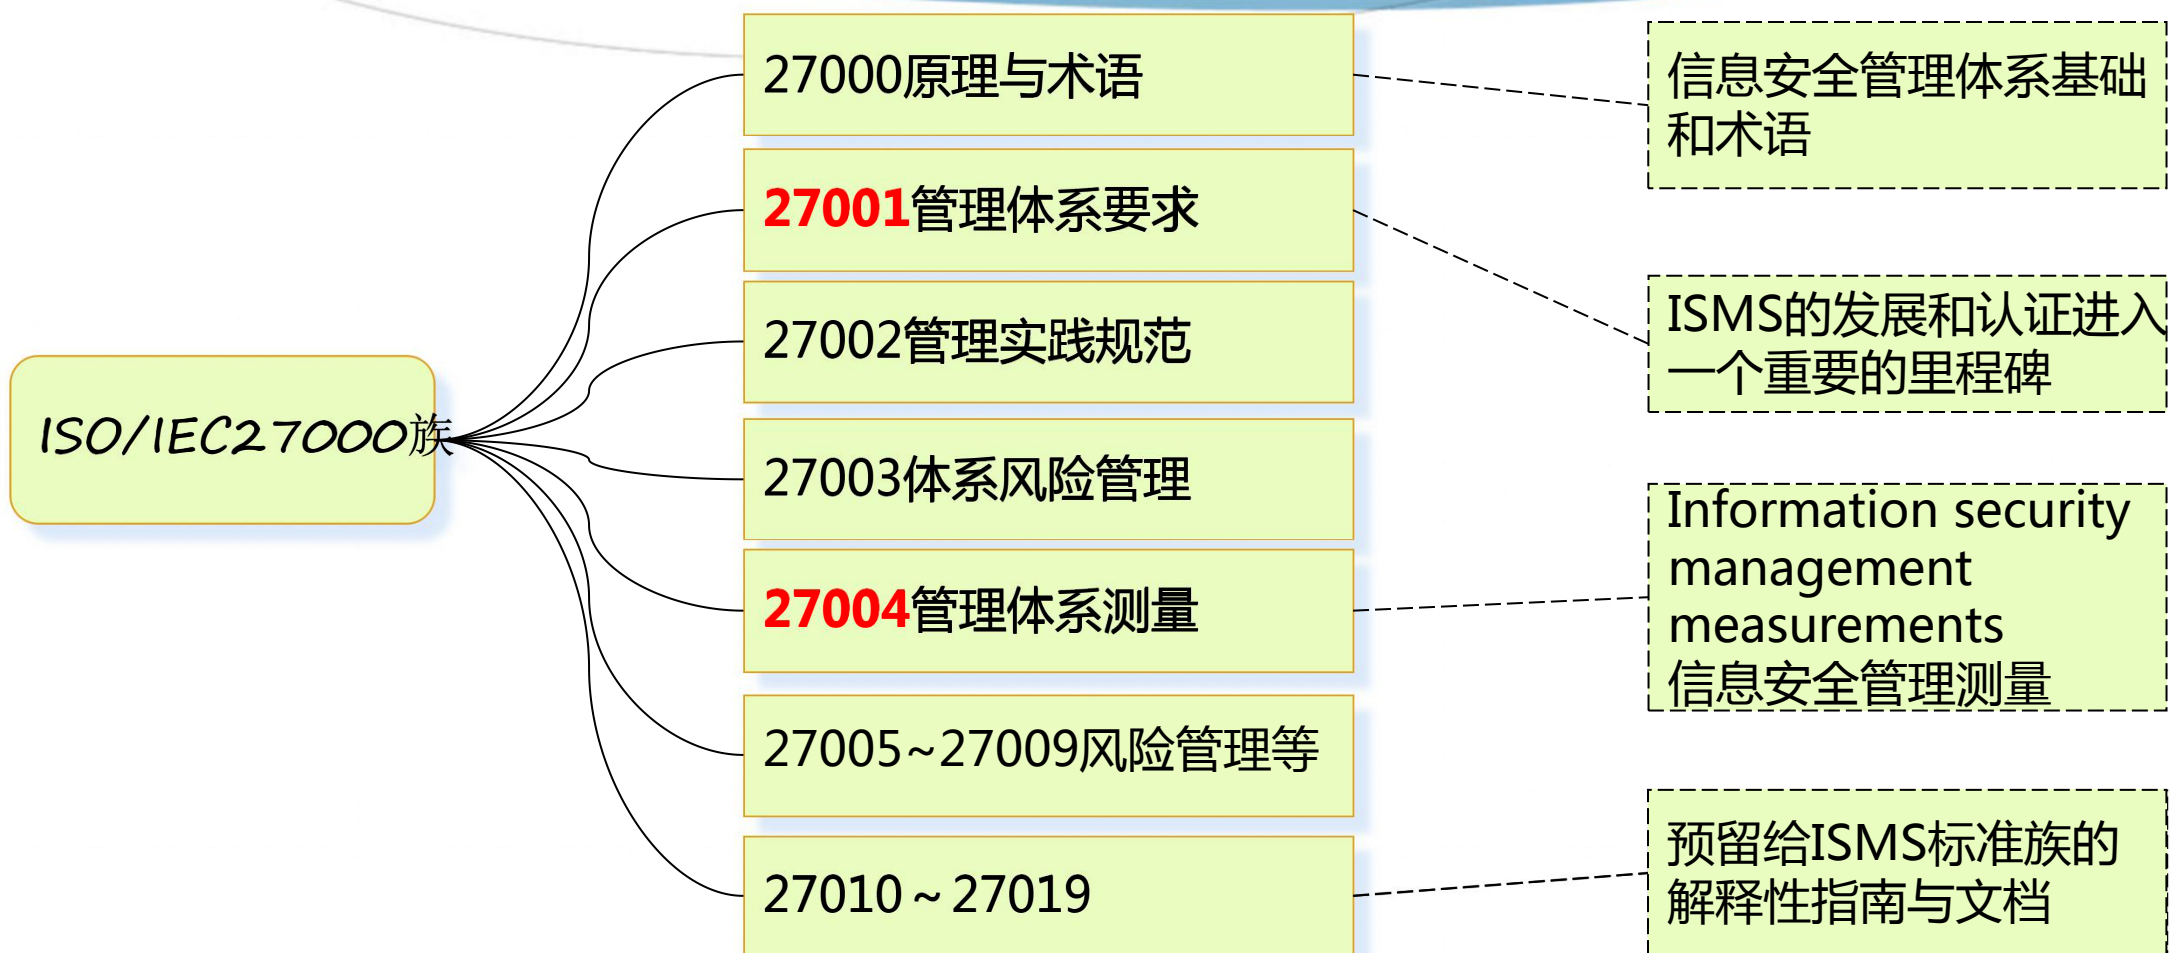 ISO/IEC27000族
27000原理与术语
27001管理体系要求
27002管理实践规范
27003体系风险管理
27004管理体系测量
27005~27009风险管理等
27010～27019
信息安全管理体系基础
和术语
ISMS的发展和认证进入
一个重要的里程碑
Information security
management
measurements
信息安全管理测量
预留给ISMS标准族的
解释性指南与文档